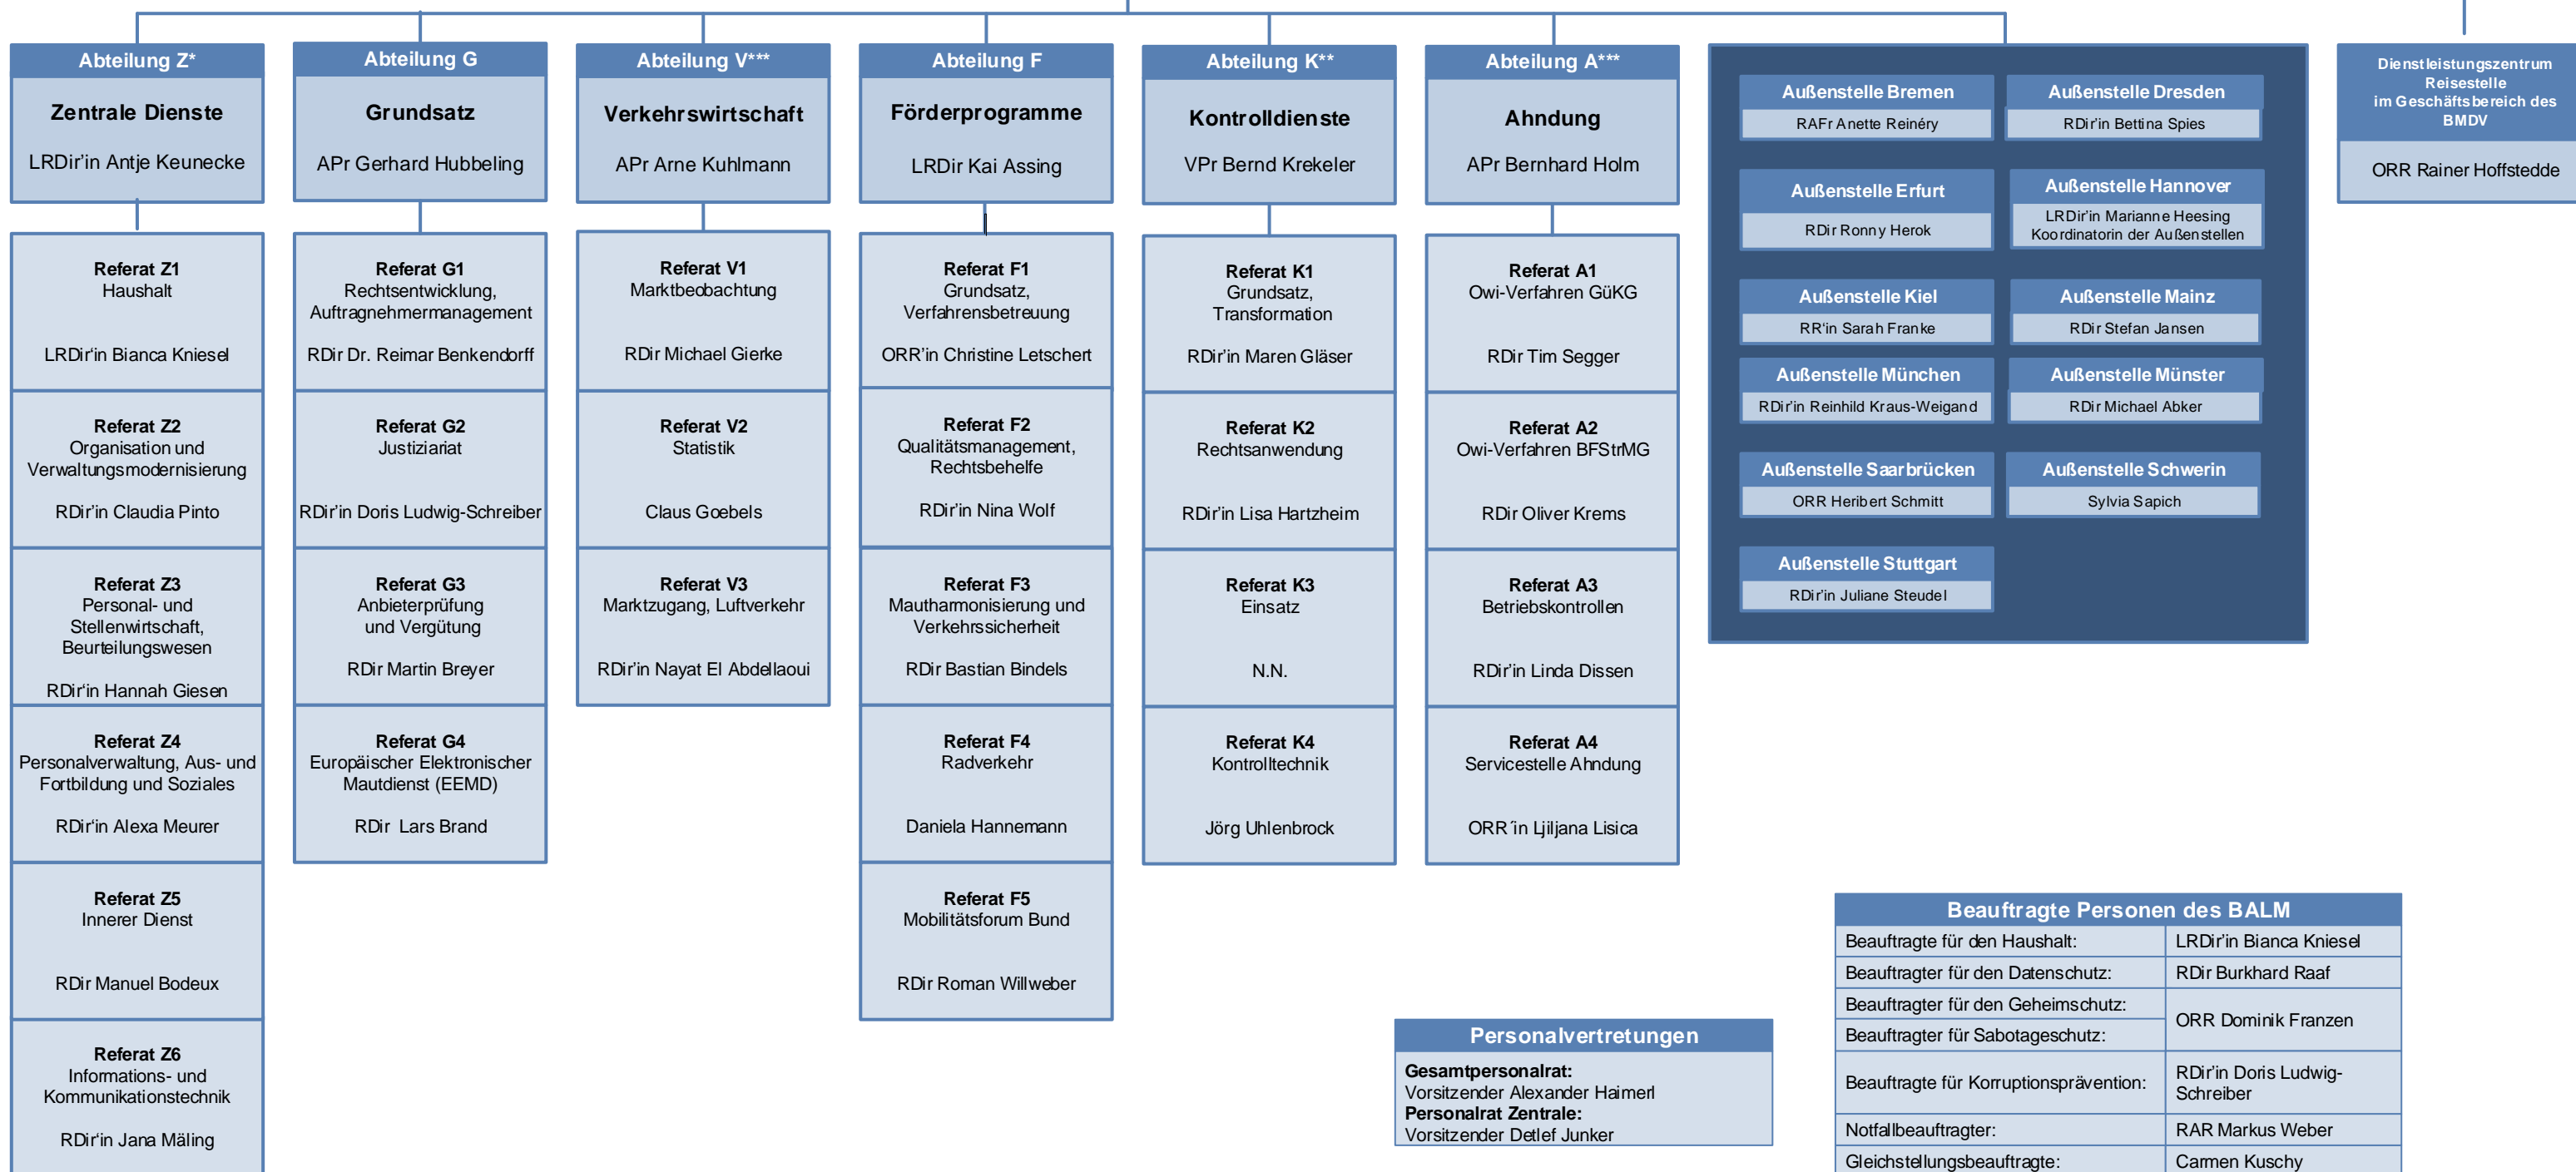 Abteilung Z*
Zentrale Dienste
LRDir'in Antje Keunecke
Referat Z1
Haushalt
LRDir'in Bianca Kniesel
Referat Z2
Organisation und
Verwaltungsmodernisierung
RDir'in Claudia Pinto
Referat Z3
Personal- und
Stellenwirtschaft,
Beurteilungswesen
RDir'in Hannah Giesen
Referat Z4
Personalverwaltung, Aus- und
Fortbildung und Soziales
RDir'in Alexa Meurer
Referat Z5
Innerer Dienst
RDir Manuel Bodeux
Referat Z6
Informations- und
Kommunikationstechnik
RDir'in Jana Mäling
Abteilung G
Grundsatz
APr Gerhard Hubbeling
Referat G1
Rechtsentwicklung,
Auftragnehmermanagement
RDir Dr. Reimar Benkendorff
Referat G2
Justiziariat
RDir'in Doris Ludwig-Schreiber
Referat G3
Anbieterprüfung
und Vergütung
RDir Martin Breyer
Referat G4
Europäischer Elektronischer
Mautdienst (EEMD)
RDir Lars Brand
Abteilung V***
Verkehrswirtschaft
APr Arne Kuhlmann
Referat V1
Marktbeobachtung
RDir Michael Gierke
Referat V2
Statistik
Claus Goebels
Referat V3
Marktzugang, Luftverkehr
RDir'in Nayat El Abdellaoui
Abteilung F
Förderprogramme
LRDir Kai Assing
Referat F1
Grundsatz,
Verfahrensbetreuung
ORR'in Christine Letschert
Referat F2
Qualitätsmanagement,
Rechtsbehelfe
RDir'in Nina Wolf
Referat F3
Mautharmonisierung und
Verkehrssicherheit
RDir Bastian Bindels
Referat F4
Radverkehr
Daniela Hannemann
Referat F5
Mobilitätsforum Bund
RDir Roman Willweber
Abteilung K**
Kontrolldienste
VPr Bernd Krekeler
Referat K1
Grundsatz,
Transformation
RDir'in Maren Gläser
Referat K2
Rechtsanwendung
RDir'in Lisa Hartzheim
Referat K3
Einsatz
N.N.
Referat K4
Kontrolltechnik
Jörg Uhlenbrock
Abteilung A***
Ahndung
APr Bernhard Holm
Referat A1
Owi-Verfahren GüKG
RDir Tim Segger
Referat A2
Owi-Verfahren BFStrMG
RDir Oliver Krems
Referat A3
Betriebskontrollen
RDir'in Linda Dissen
Referat A4
Servicestelle Ahndung
ORR´in Ljiljana Lisica
Außenstelle Bremen
RAFr Anette Reinéry
Außenstelle Dresden
RDir'in Bettina Spies
Außenstelle Erfurt
RDir Ronny Herok
Außenstelle Hannover
LRDir'in Marianne Heesing
Koordinatorin der Außenstellen
Außenstelle Kiel
RR'in Sarah Franke
Außenstelle Mainz
RDir Stefan Jansen
Außenstelle München
RDir'in Reinhild Kraus-Weigand
Außenstelle Münster
RDir Michael Abker
Außenstelle Saarbrücken
ORR Heribert Schmitt
Außenstelle Schwerin
Sylvia Sapich
Außenstelle Stuttgart
RDir'in Juliane Steudel
Dienstleistungszentrum
Reisestelle
im Geschäftsbereich des
BMDV
ORR Rainer Hoffstedde
Personalvertretungen
Gesamtpersonalrat:
Vorsitzender Alexander Haimerl
Personalrat Zentrale:
Vorsitzender Detlef Junker
Beauftragte Personen des BALM
Beauftragte für den Haushalt: LRDir'in Bianca Kniesel
Beauftragter für den Datenschutz: RDir Burkhard Raaf
Beauftragter für den Geheimschutz:
Beauftragter für Sabotageschutz:
ORR Dominik Franzen
Beauftragte für Korruptionsprävention:
RDir'in Doris Ludwig-
Schreiber
Notfallbeauftragter: RAR Markus Weber
Gleichstellungsbeauftragte: Carmen Kuschy